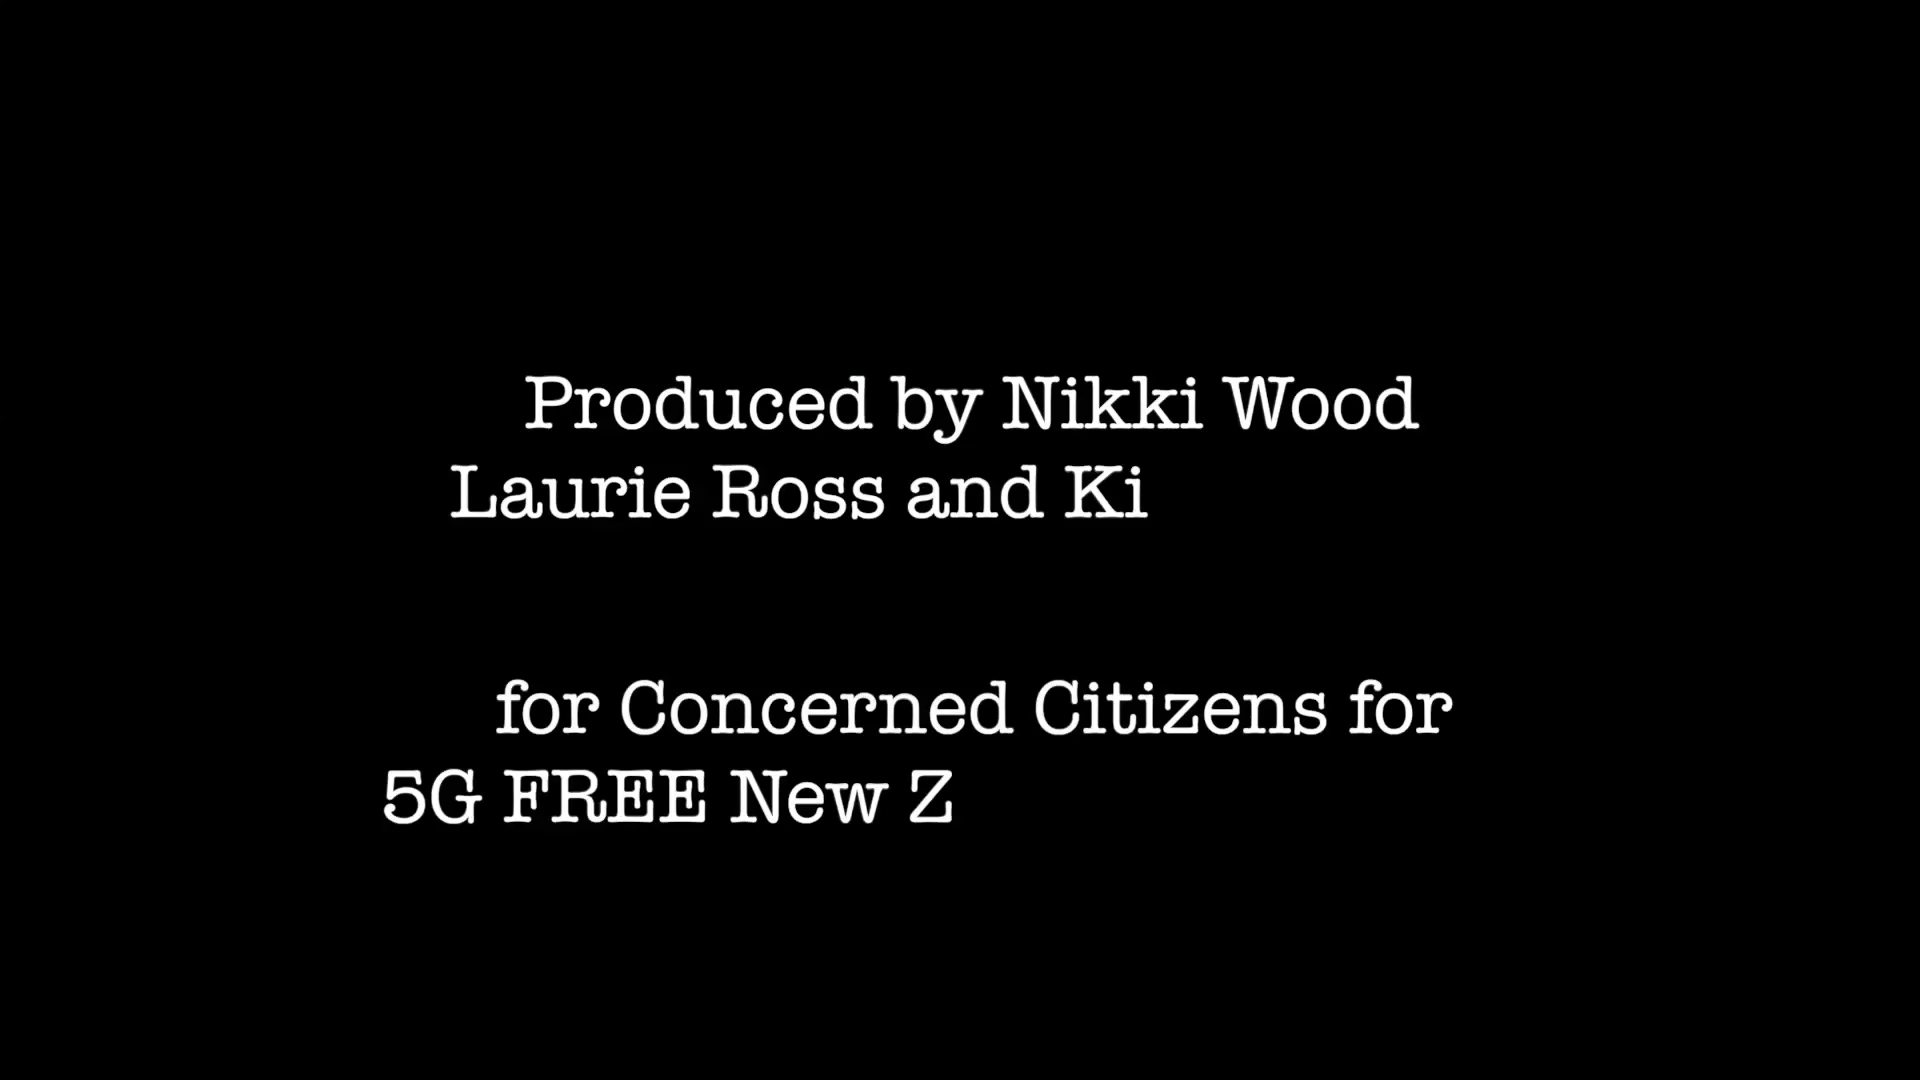 Produced by Nikki Wood
Laurie Ross and Ki
for Concerned Citizens for
5G FREE New Z